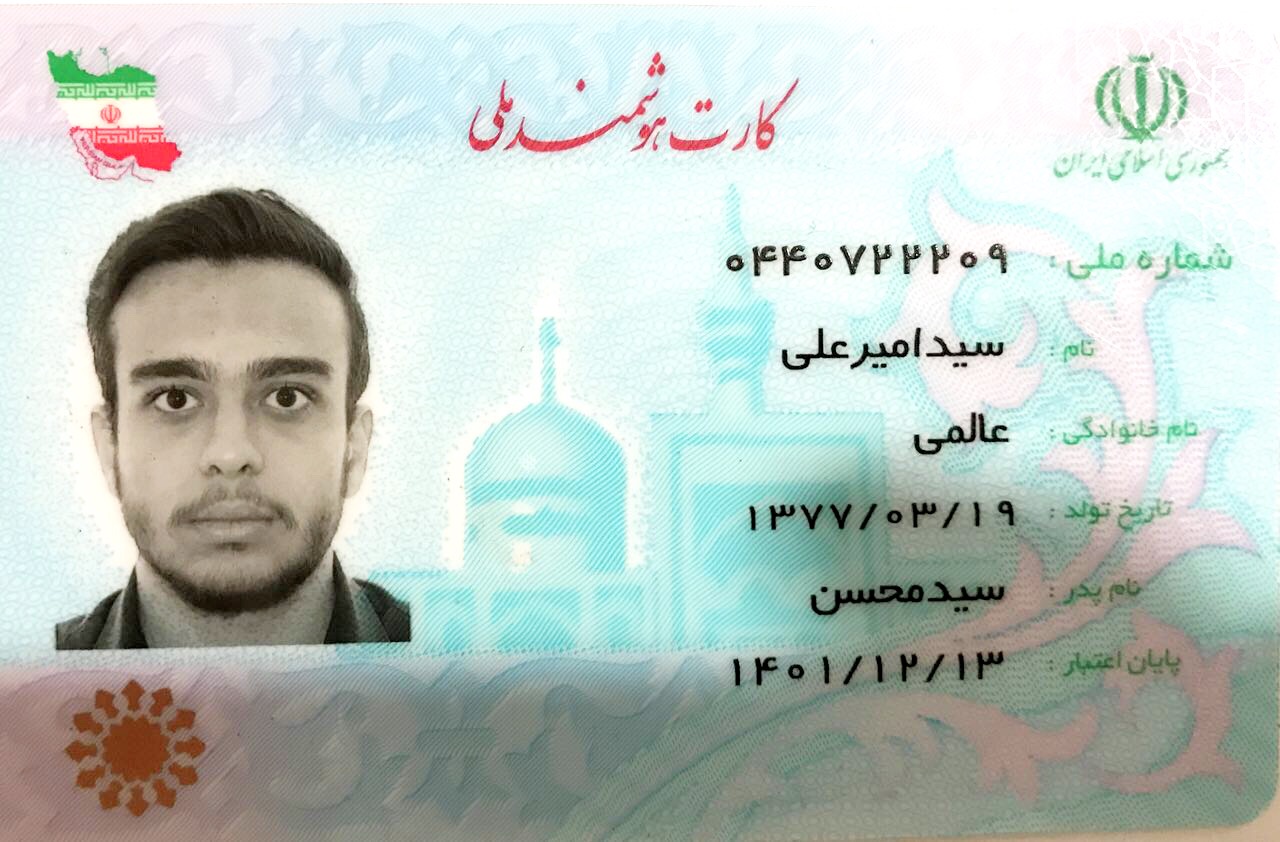 کارت هوشمند ملی
جمهوری اسلامی ایران
شماره ملی : ۰۴۴۰۷۲۲۲۰۹
نام : سیدامیرعلی
نام خانوادگی : عالمی
تاریخ تولد : ۱۳۷۷/۰۳/۱۹
نام پدر : سیدمحسن
پایان اعتبار : ۱۴۰۱/۱۲/۱۳